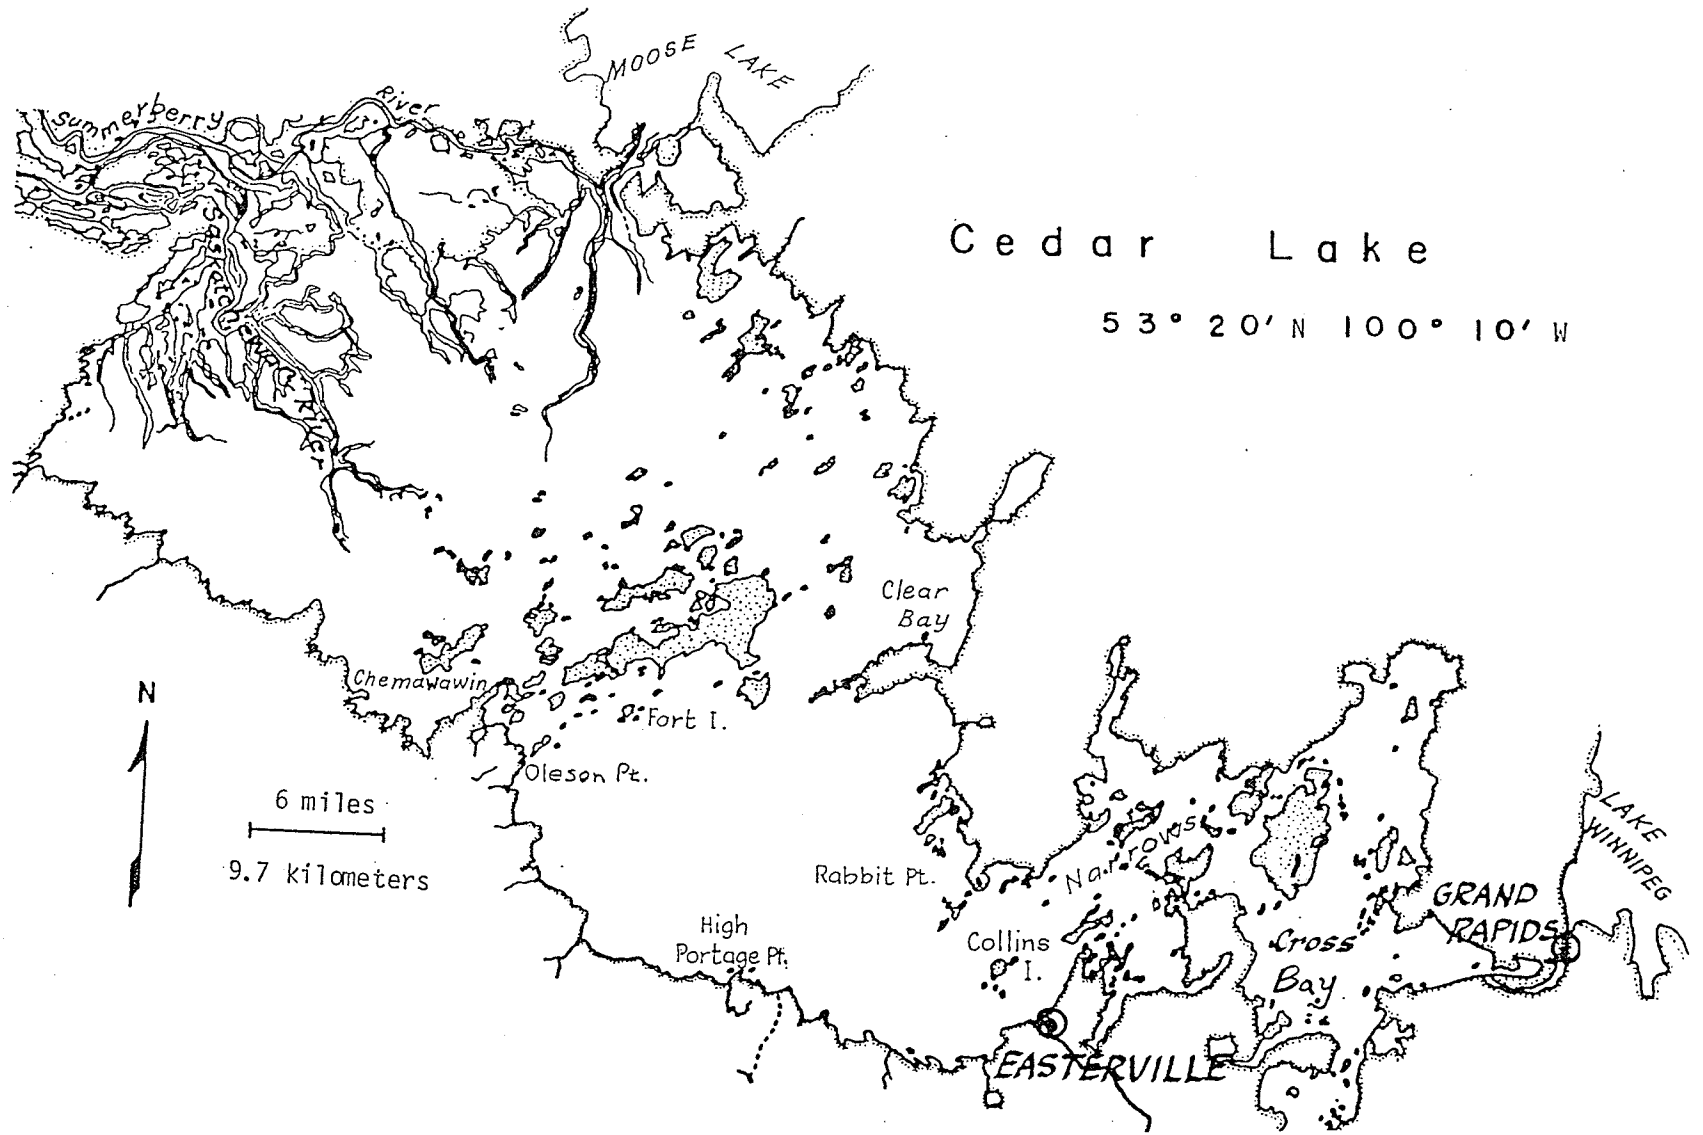 MOOSE LAKE
Summerberry River
Saskatchewan River
Cedar Lake
53° 20' N 100° 10' W
Clear
Bay
Chemawawin
Fort I.
Oleson Pt.
N
6 miles
9.7 kilometers
LAKE
WINNIPEG
Narrows
Rabbit Pt.
GRAND
RAPIDS
High
Portage Pt.
Collins
I.
Cross
Bay
EASTERVILLE